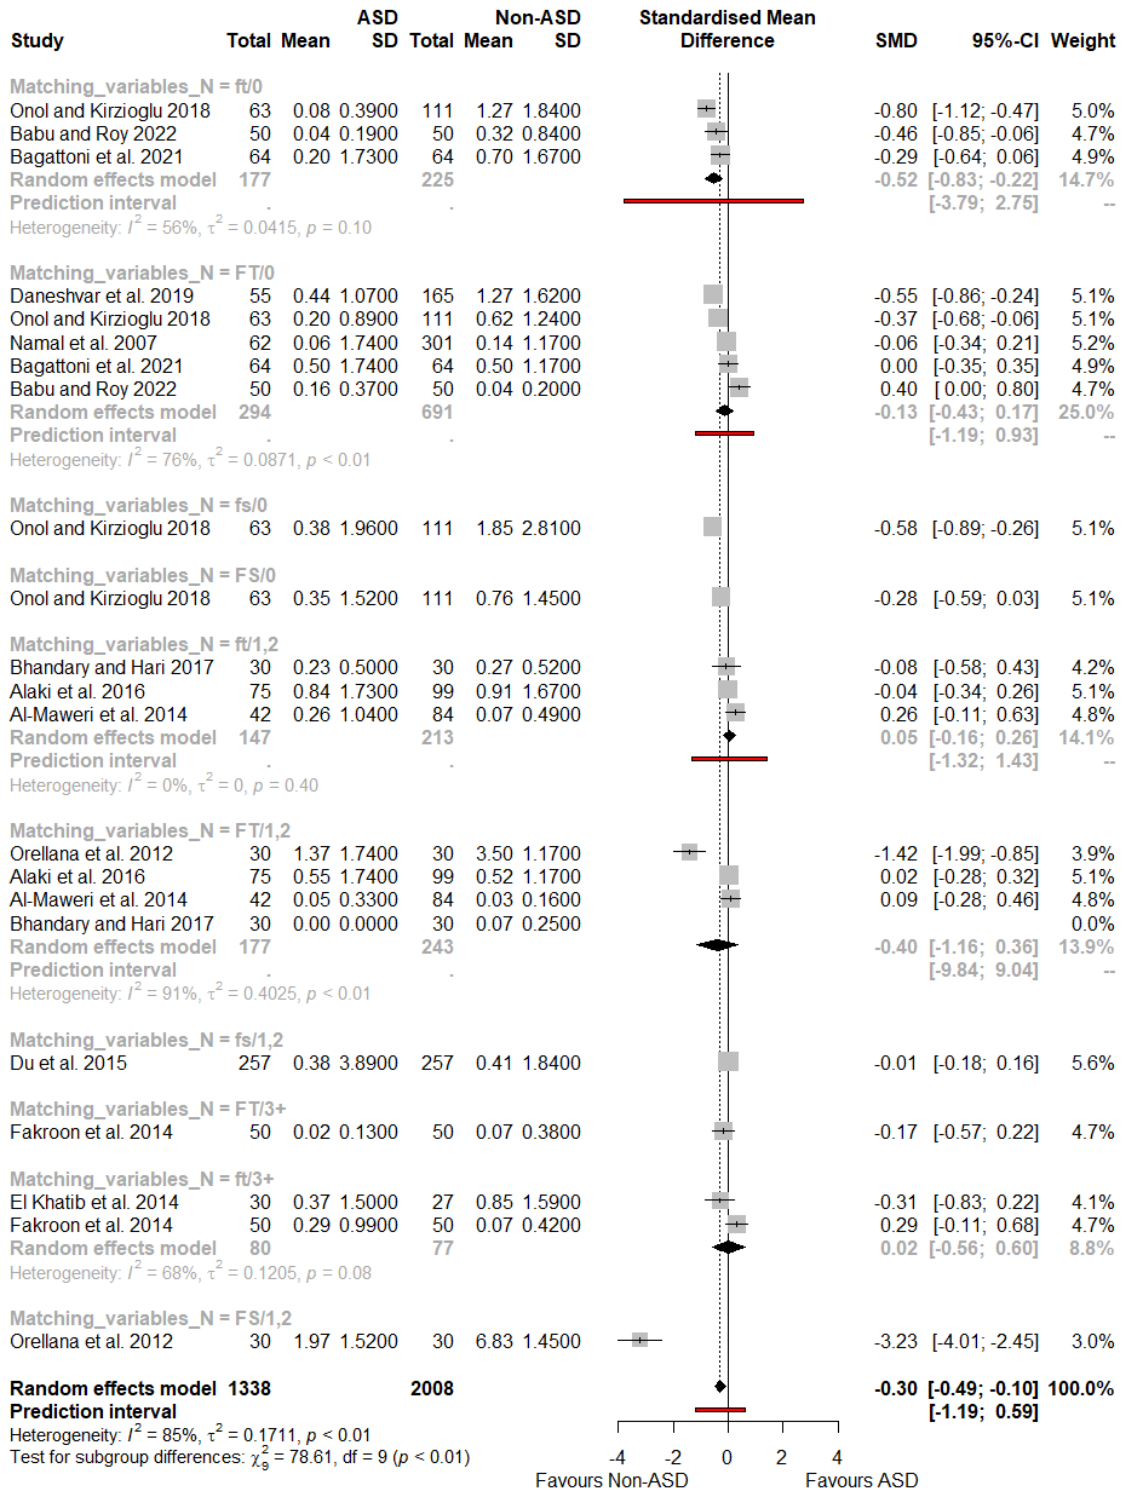 ASD Non-ASD Standardised Mean
Study Total Mean SD Total Mean SD Difference SMD 95%-CI Weight
Matching_variables_N = ft/0
Onol and Kirzioglu 2018 63 0.08 0.3900 111 1.27 1.8400 -0.80 [-1.12; -0.47] 5.0%
Babu and Roy 2022 50 0.04 0.1900 50 0.32 0.8400 -0.46 [-0.85; -0.06] 4.7%
Bagattoni et al. 2021 64 0.20 1.7300 64 0.70 1.6700 -0.29 [-0.64; 0.06] 4.9%
Random effects model 177 225 -0.52 [-0.83; -0.22] 14.7%
Prediction interval . . [-3.79; 2.75] --
Heterogeneity: I² = 56%, τ² = 0.0415, p = 0.10
Matching_variables_N = FT/0
Daneshvar et al. 2019 55 0.44 1.0700 165 1.27 1.6200 -0.55 [-0.86; -0.24] 5.1%
Onol and Kirzioglu 2018 63 0.20 0.8900 111 0.62 1.2400 -0.37 [-0.68; -0.06] 5.1%
Namal et al. 2007 62 0.06 1.7400 301 0.14 1.1700 -0.06 [-0.34; 0.21] 5.2%
Bagattoni et al. 2021 64 0.50 1.7400 64 0.50 1.1700 0.00 [-0.35; 0.35] 4.9%
Babu and Roy 2022 50 0.16 0.3700 50 0.04 0.2000 0.40 [ 0.00; 0.80] 4.7%
Random effects model 294 691 -0.13 [-0.43; 0.17] 25.0%
Prediction interval . . [-1.19; 0.93] --
Heterogeneity: I² = 76%, τ² = 0.0871, p < 0.01
Matching_variables_N = fs/0
Onol and Kirzioglu 2018 63 0.38 1.9600 111 1.85 2.8100 -0.58 [-0.89; -0.26] 5.1%
Matching_variables_N = FS/0
Onol and Kirzioglu 2018 63 0.35 1.5200 111 0.76 1.4500 -0.28 [-0.59; 0.03] 5.1%
Matching_variables_N = ft/1,2
Bhandary and Hari 2017 30 0.23 0.5000 30 0.27 0.5200 -0.08 [-0.58; 0.43] 4.2%
Alaki et al. 2016 75 0.84 1.7300 99 0.91 1.6700 -0.04 [-0.34; 0.26] 5.1%
Al-Maweri et al. 2014 42 0.26 1.0400 84 0.07 0.4900 0.26 [-0.11; 0.63] 4.8%
Random effects model 147 213 0.05 [-0.16; 0.26] 14.1%
Prediction interval . . [-1.32; 1.43] --
Heterogeneity: I² = 0%, τ² = 0, p = 0.40
Matching_variables_N = FT/1,2
Orellana et al. 2012 30 1.37 1.7400 30 3.50 1.1700 -1.42 [-1.99; -0.85] 3.9%
Alaki et al. 2016 75 0.55 1.7400 99 0.52 1.1700 0.02 [-0.28; 0.32] 5.1%
Al-Maweri et al. 2014 42 0.05 0.3300 84 0.03 0.1600 0.09 [-0.28; 0.46] 4.8%
Bhandary and Hari 2017 30 0.00 0.0000 30 0.07 0.2500 0.0%
Random effects model 177 243 -0.40 [-1.16; 0.36] 13.9%
Prediction interval . . [-9.84; 9.04] --
Heterogeneity: I² = 91%, τ² = 0.4025, p < 0.01
Matching_variables_N = fs/1,2
Du et al. 2015 257 0.38 3.8900 257 0.41 1.8400 -0.01 [-0.18; 0.16] 5.6%
Matching_variables_N = FT/3+
Fakroon et al. 2014 50 0.02 0.1300 50 0.07 0.3800 -0.17 [-0.57; 0.22] 4.7%
Matching_variables_N = ft/3+
El Khatib et al. 2014 30 0.37 1.5000 27 0.85 1.5900 -0.31 [-0.83; 0.22] 4.1%
Fakroon et al. 2014 50 0.29 0.9900 50 0.07 0.4200 0.29 [-0.11; 0.68] 4.7%
Random effects model 80 77 0.02 [-0.56; 0.60] 8.8%
Heterogeneity: I² = 68%, τ² = 0.1205, p = 0.08
Matching_variables_N = FS/1,2
Orellana et al. 2012 30 1.97 1.5200 30 6.83 1.4500 -3.23 [-4.01; -2.45] 3.0%
Random effects model 1338 2008 -0.30 [-0.49; -0.10] 100.0%
Prediction interval [-1.19; 0.59]
Heterogeneity: I² = 85%, τ² = 0.1711, p < 0.01
Test for subgroup differences: χ²₉ = 78.61, df = 9 (p < 0.01)
-4 -2 0 2 4
Favours Non-ASD Favours ASD